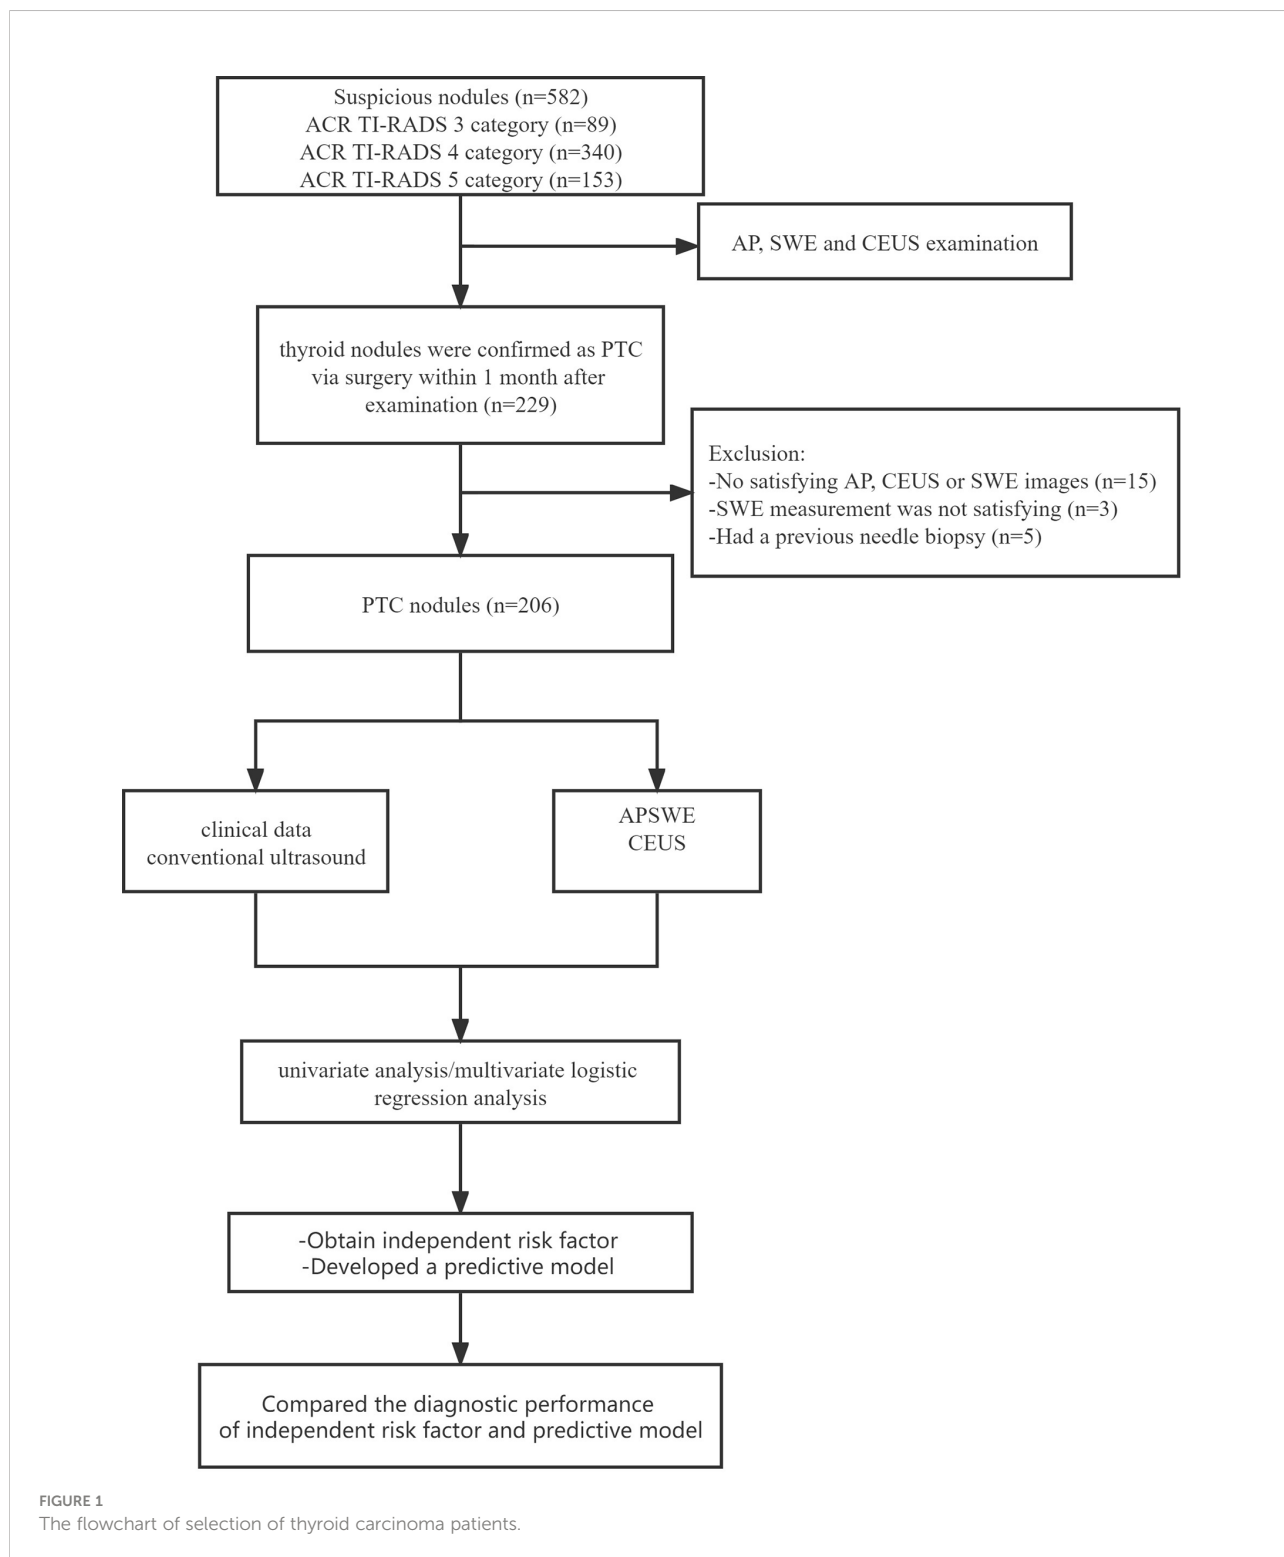 Suspicious nodules (n=582)
ACR TI-RADS 3 category (n=89)
ACR TI-RADS 4 category (n=340)
ACR TI-RADS 5 category (n=153)
AP, SWE and CEUS examination
thyroid nodules were confirmed as PTC
via surgery within 1 month after
examination (n=229)
Exclusion:
-No satisfying AP, CEUS or SWE images (n=15)
-SWE measurement was not satisfying (n=3)
-Had a previous needle biopsy (n=5)
PTC nodules (n=206)
clinical data
conventional ultrasound
APSWE
CEUS
univariate analysis/multivariate logistic
regression analysis
-Obtain independent risk factor
-Developed a predictive model
Compared the diagnostic performance
of independent risk factor and predictive model
FIGURE 1
The flowchart of selection of thyroid carcinoma patients.